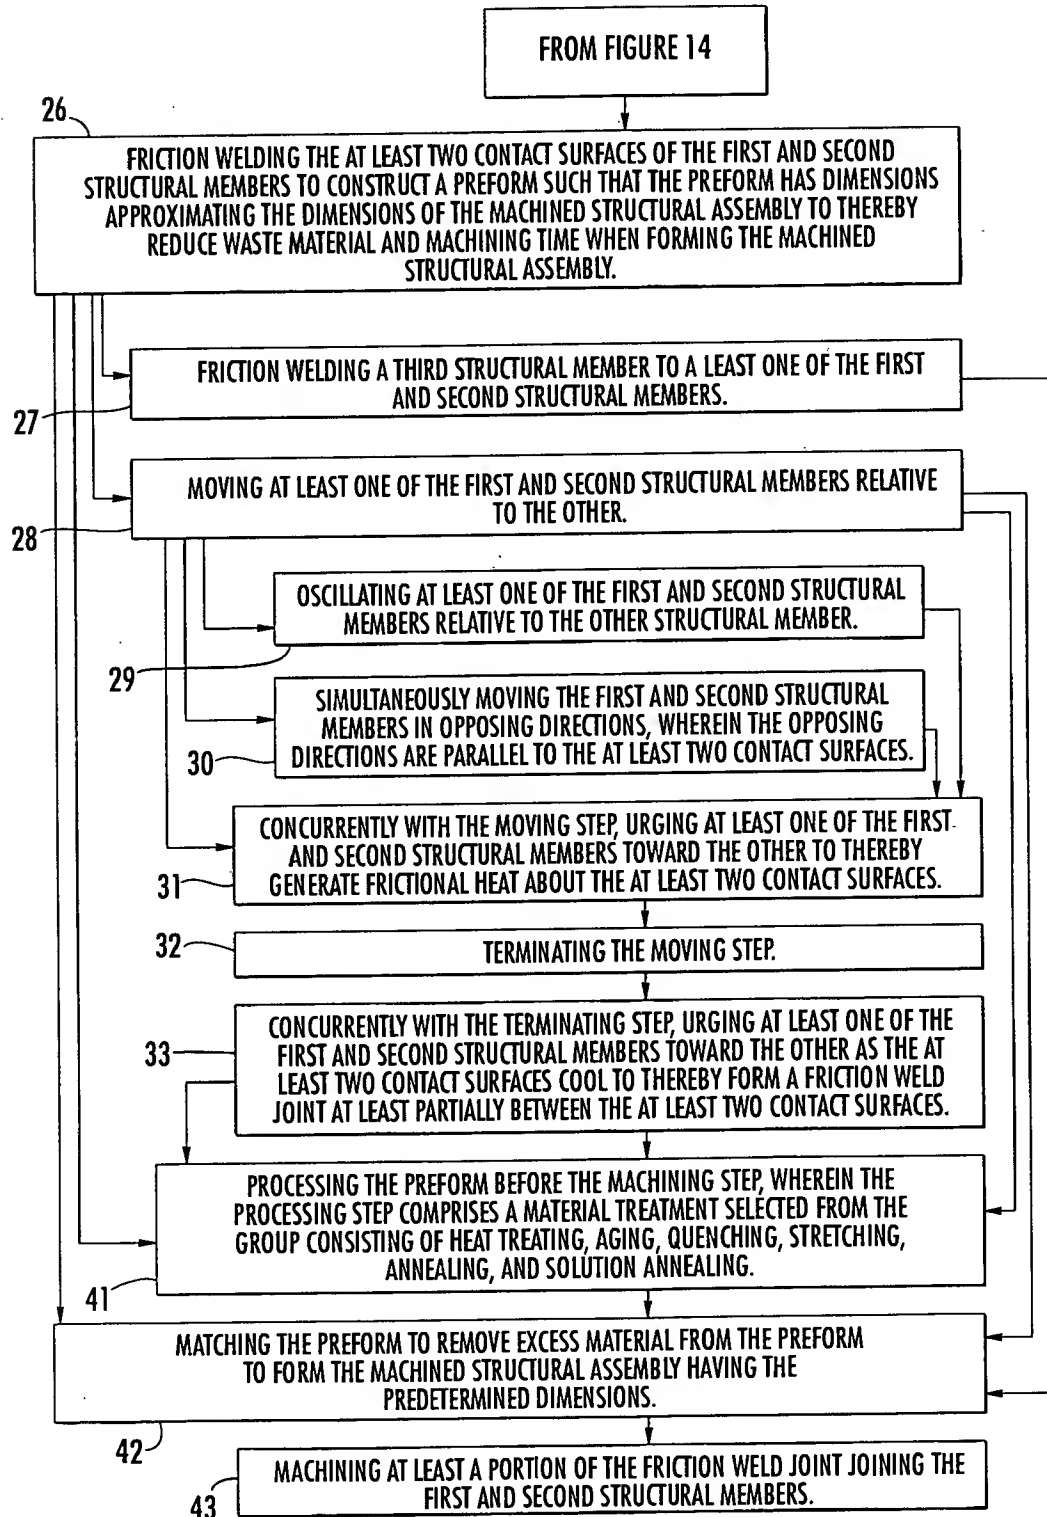 FROM FIGURE 14
26
FRICTION WELDING THE AT LEAST TWO CONTACT SURFACES OF THE FIRST AND SECOND
STRUCTURAL MEMBERS TO CONSTRUCT A PREFORM SUCH THAT THE PREFORM HAS DIMENSIONS
APPROXIMATING THE DIMENSIONS OF THE MACHINED STRUCTURAL ASSEMBLY TO THEREBY
REDUCE WASTE MATERIAL AND MACHINING TIME WHEN FORMING THE MACHINED
STRUCTURAL ASSEMBLY.
FRICTION WELDING A THIRD STRUCTURAL MEMBER TO A LEAST ONE OF THE FIRST
AND SECOND STRUCTURAL MEMBERS.
27
MOVING AT LEAST ONE OF THE FIRST AND SECOND STRUCTURAL MEMBERS RELATIVE
TO THE OTHER.
28
OSCILLATING AT LEAST ONE OF THE FIRST AND SECOND STRUCTURAL
MEMBERS RELATIVE TO THE OTHER STRUCTURAL MEMBER.
29
SIMULTANEOUSLY MOVING THE FIRST AND SECOND STRUCTURAL
MEMBERS IN OPPOSING DIRECTIONS, WHEREIN THE OPPOSING
DIRECTIONS ARE PARALLEL TO THE AT LEAST TWO CONTACT SURFACES.
30
CONCURRENTLY WITH THE MOVING STEP, URGING AT LEAST ONE OF THE FIRST
AND SECOND STRUCTURAL MEMBERS TOWARD THE OTHER TO THEREBY
GENERATE FRICTIONAL HEAT ABOUT THE AT LEAST TWO CONTACT SURFACES.
31
32
TERMINATING THE MOVING STEP.
CONCURRENTLY WITH THE TERMINATING STEP, URGING AT LEAST ONE OF THE
FIRST AND SECOND STRUCTURAL MEMBERS TOWARD THE OTHER AS THE AT
LEAST TWO CONTACT SURFACES COOL TO THEREBY FORM A FRICTION WELD
JOINT AT LEAST PARTIALLY BETWEEN THE AT LEAST TWO CONTACT SURFACES.
33
PROCESSING THE PREFORM BEFORE THE MACHINING STEP, WHEREIN THE
PROCESSING STEP COMPRISES A MATERIAL TREATMENT SELECTED FROM THE
GROUP CONSISTING OF HEAT TREATING, AGING, QUENCHING, STRETCHING,
ANNEALING, AND SOLUTION ANNEALING.
41
MATCHING THE PREFORM TO REMOVE EXCESS MATERIAL FROM THE PREFORM
TO FORM THE MACHINED STRUCTURAL ASSEMBLY HAVING THE
PREDETERMINED DIMENSIONS.
42
MACHINING AT LEAST A PORTION OF THE FRICTION WELD JOINT JOINING THE
FIRST AND SECOND STRUCTURAL MEMBERS.
43